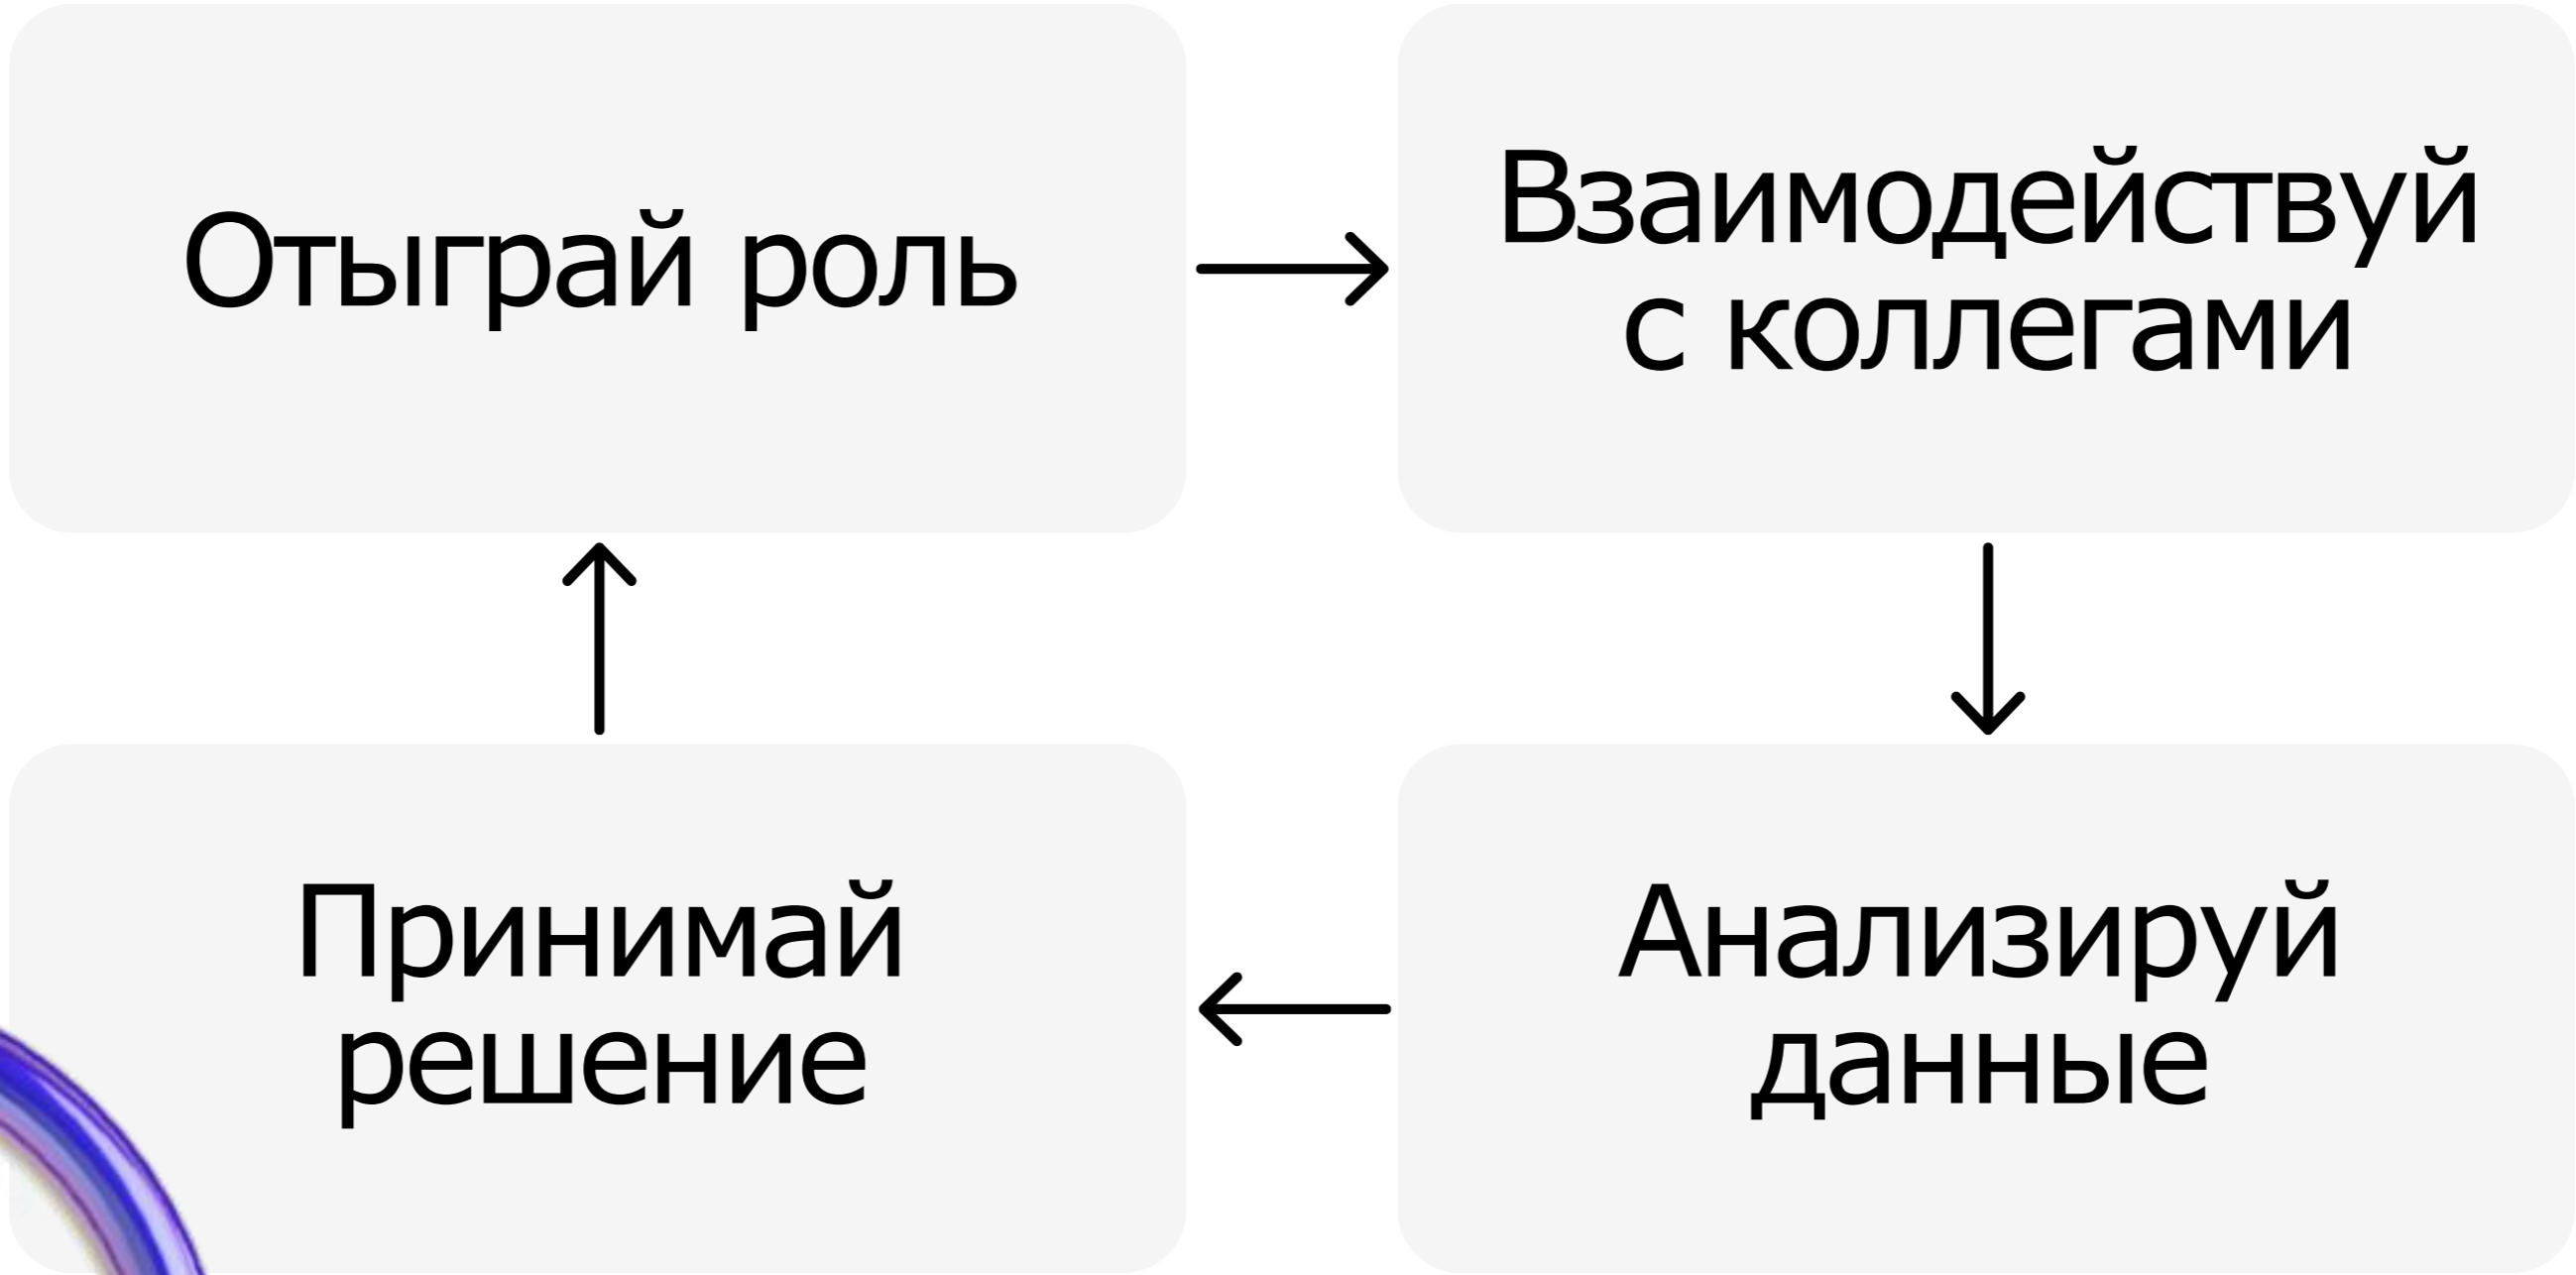 Отыграй роль
Взаимодействуй
с коллегами
Принимай
решение
Анализируй
данные